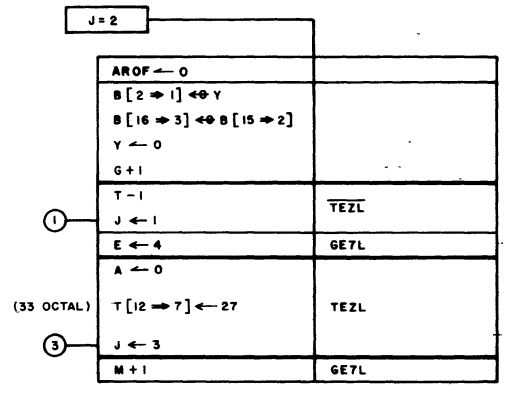 J = 2
AROF ← 0
B [2 ⇒ 1] <⊖ Y
B [16 ⇒ 3] <⊖ B [15 ⇒ 2]
Y ← 0
G + 1
T - 1
TEZL
1
J ← 1
E ← 4
GE7L
A ← 0
(33 OCTAL)
T [12 ⇒ 7] ← 27
TEZL
3
J ← 3
M + 1
GE7L